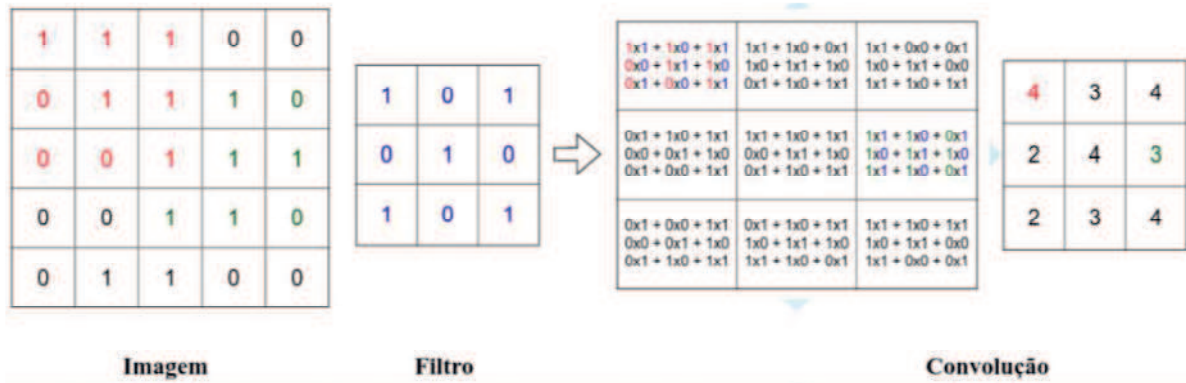 1 1 1 0 0
0 1 1 1 0
0 0 1 1 1
0 0 1 1 0
0 1 1 0 0
1 0 1
0 1 0
1 0 1
1x1 + 1x0 + 1x1 1x1 + 1x0 + 0x1 1x1 + 0x0 + 0x1
0x0 + 1x1 + 1x0 1x0 + 1x1 + 1x0 1x0 + 1x1 + 0x0
0x1 + 0x0 + 1x1 0x1 + 1x0 + 1x1 1x1 + 1x0 + 1x1
0x1 + 1x0 + 1x1 1x1 + 1x0 + 1x1 1x1 + 1x0 + 0x1
0x0 + 0x1 + 1x0 0x0 + 1x1 + 1x0 1x0 + 1x1 + 1x0
0x1 + 0x0 + 1x1 0x1 + 1x0 + 1x1 1x1 + 1x0 + 0x1
0x1 + 0x0 + 1x1 0x1 + 1x0 + 1x1 1x1 + 1x0 + 1x1
0x0 + 0x1 + 1x0 1x0 + 1x1 + 1x0 1x0 + 1x1 + 0x0
0x1 + 1x0 + 1x1 1x1 + 1x0 + 0x1 1x1 + 0x0 + 0x1
4 3 4
2 4 3
2 3 4
Imagem Filtro Convolução